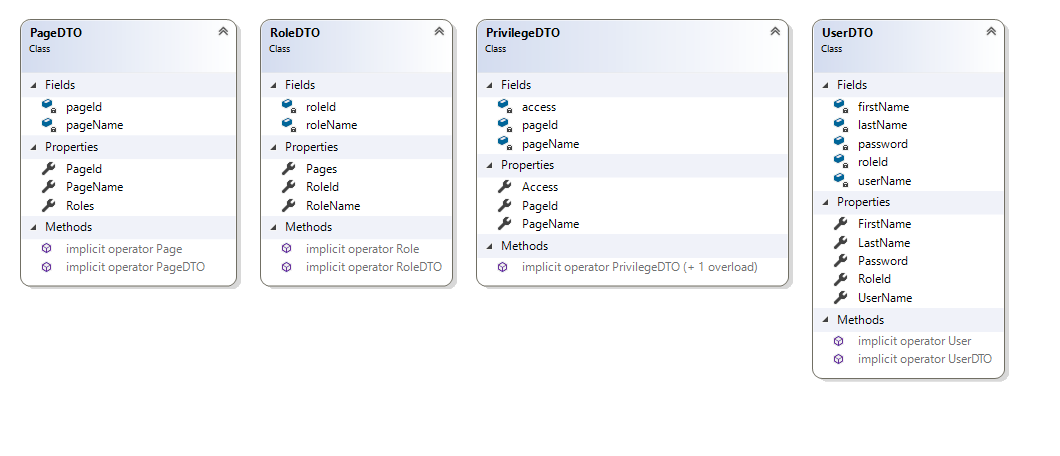 PageDTO
Class
Fields
pageId
pageName
Properties
PageId
PageName
Roles
Methods
implicit operator Page
implicit operator PageDTO
RoleDTO
Class
Fields
roleId
roleName
Properties
Pages
RoleId
RoleName
Methods
implicit operator Role
implicit operator RoleDTO
PrivilegeDTO
Class
Fields
access
pageId
pageName
Properties
Access
PageId
PageName
Methods
implicit operator PrivilegeDTO (+ 1 overload)
UserDTO
Class
Fields
firstName
lastName
password
roleId
userName
Properties
FirstName
LastName
Password
RoleId
UserName
Methods
implicit operator User
implicit operator UserDTO